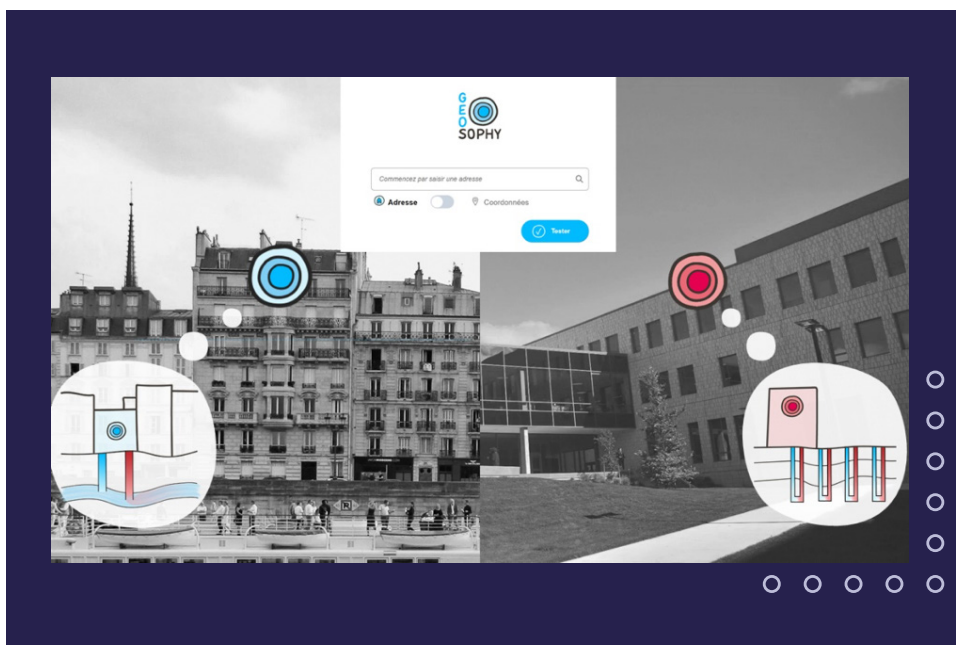 GEO
SOPHY
Commencez par saisir une adresse
Adresse
Coordonnées
Tester